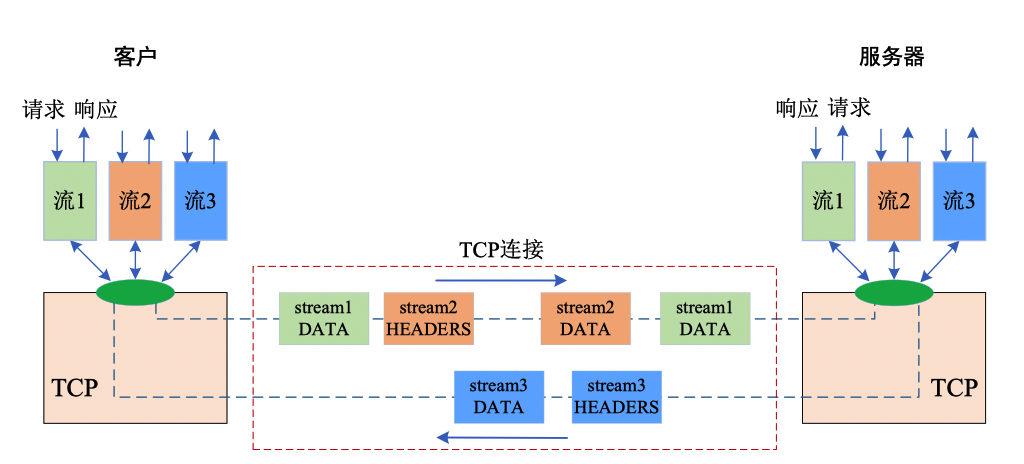 客户
服务器
请求 响应
响应 请求
流1
流2
流3
流1
流2
流3
TCP连接
stream1
DATA
stream2
HEADERS
stream2
DATA
stream1
DATA
TCP
TCP
stream3
DATA
stream3
HEADERS